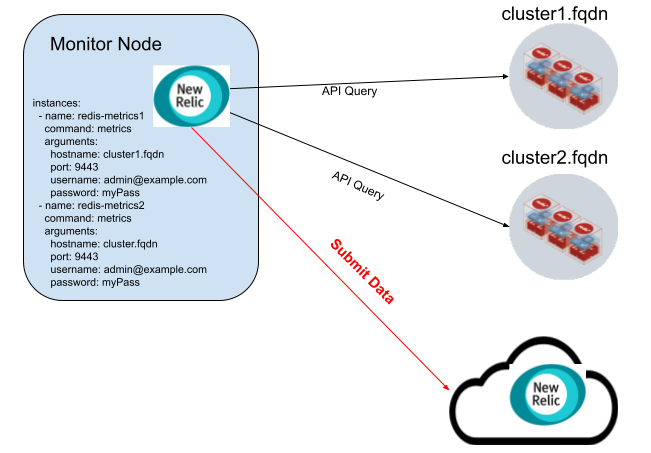 cluster1.fqdn
Monitor Node
New
Relic
API Query
instances:
- name: redis-metrics1
command: metrics
arguments:
hostname: cluster1.fqdn
port: 9443
username: admin@example.com
password: myPass
- name: redis-metrics2
command: metrics
arguments:
hostname: cluster.fqdn
port: 9443
username: admin@example.com
password: myPass
cluster2.fqdn
API Query
Submit Data
New
Relic